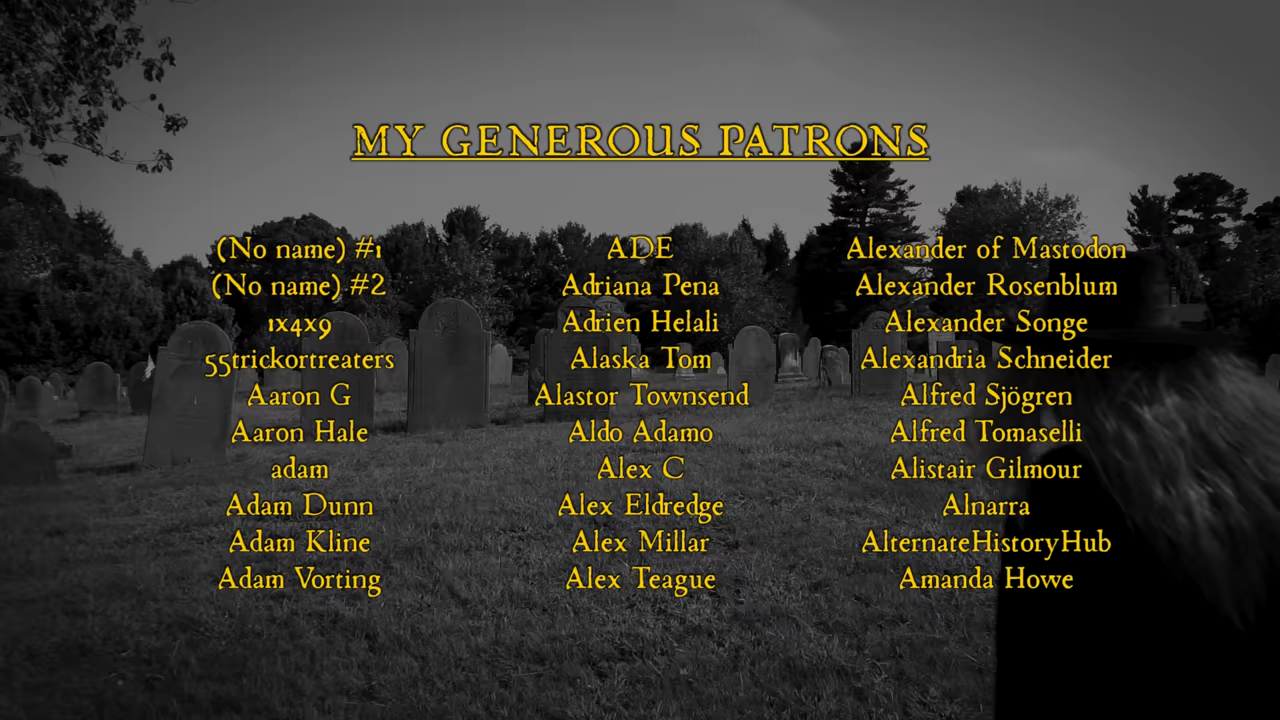 MY GENEROUS PATRONS
(No name) #1
(No name) #2
1x4x9
55trickortreaters
Aaron G
Aaron Hale
adam
Adam Dunn
Adam Kline
Adam Vorting
ADE
Adriana Pena
Adrien Helali
Alaska Tom
Alastor Townsend
Aldo Adamo
Alex C
Alex Eldredge
Alex Millar
Alex Teague
Alexander of Mastodon
Alexander Rosenblum
Alexander Songe
Alexandria Schneider
Alfred Sjögren
Alfred Tomaselli
Alistair Gilmour
Alnarra
AlternateHistoryHub
Amanda Howe